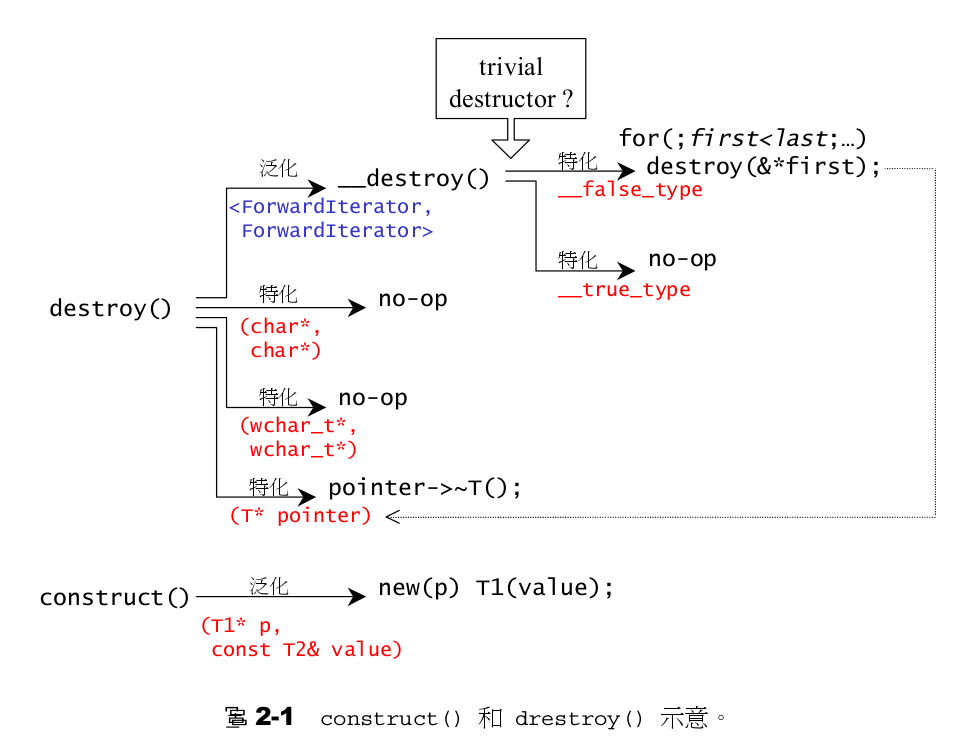 trivial
destructor ?
for(;first<last;…)
泛化
__destroy()
特化
destroy(&*first);
__false_type
<ForwardIterator,
ForwardIterator>
特化
no-op
__true_type
destroy()
特化
no-op
(char*,
char*)
特化
no-op
(wchar_t*,
wchar_t*)
特化
pointer->~T();
(T* pointer)
construct()
泛化
new(p) T1(value);
(T1* p,
const T2& value)
2-1 construct() 和 drestroy() 示意。